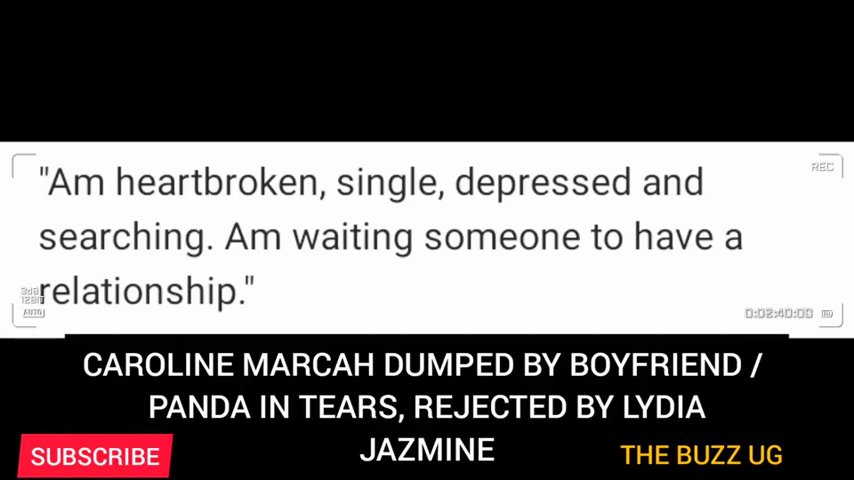 "Am heartbroken, single, depressed and
REC
searching. Am waiting someone to have a
relationship."
AUTO
0:02:40:00
CAROLINE MARCAH DUMPED BY BOYFRIEND /
PANDA IN TEARS, REJECTED BY LYDIA
JAZMINE
SUBSCRIBE
THE BUZZ UG